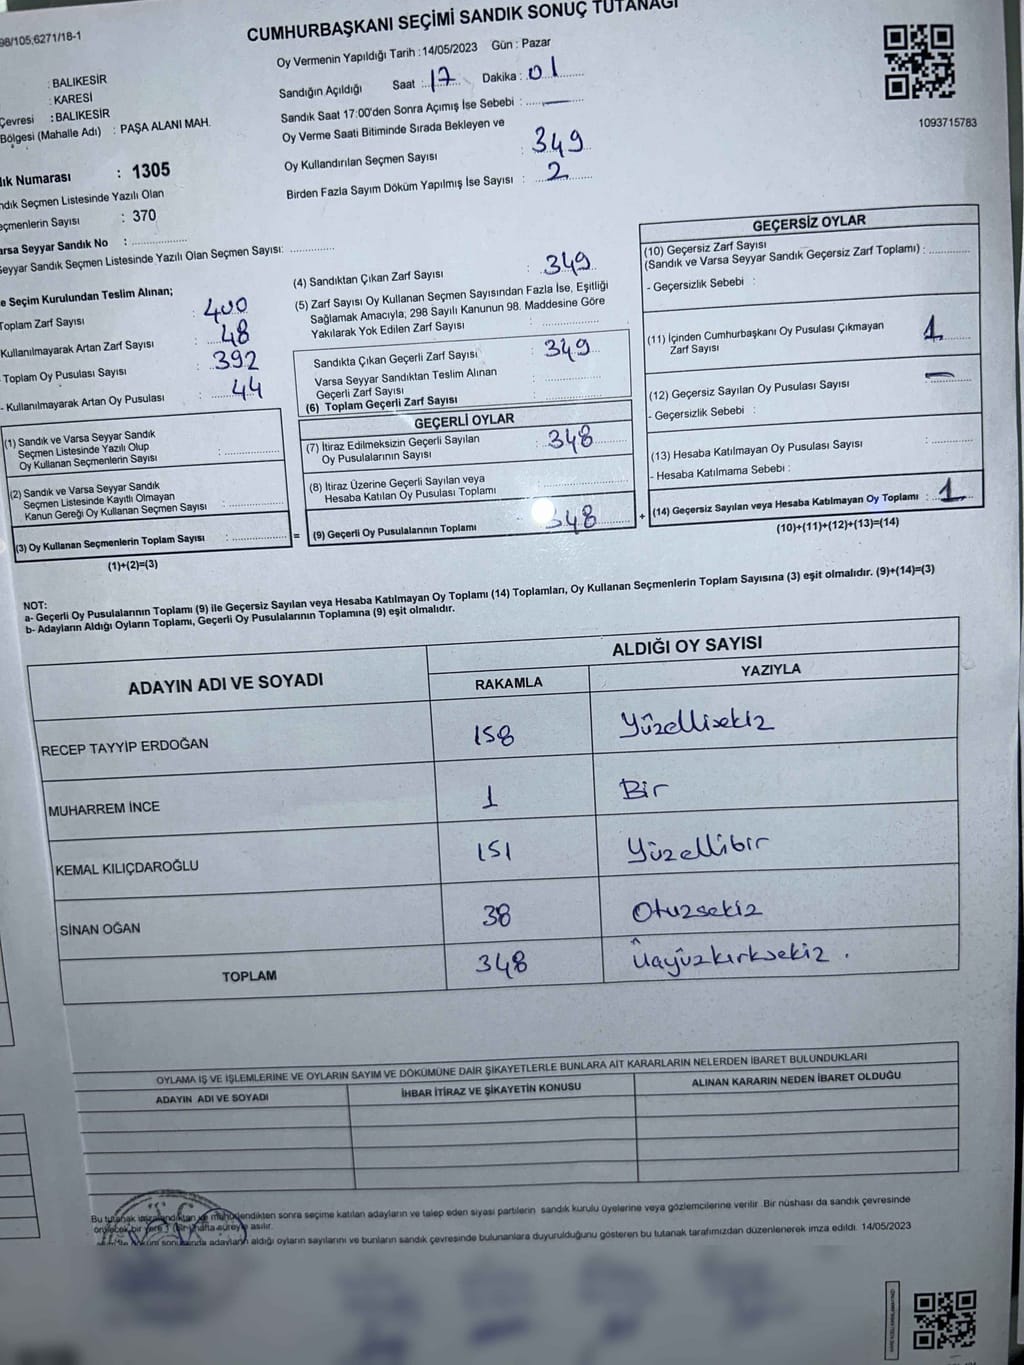 98/105;6271/18-1
CUMHURBAŞKANI SEÇİMİ SANDIK SONUÇ TUTANAĞI
: BALIKESİR
: KARESİ
Çevresi : BALIKESİR
Bölgesi (Mahalle Adı) : PAŞA ALANI MAH.
Numarası : 1305
Seçmen Listesinde Yazılı Olan
Sayısı : 370
Seyyar Sandık No : ..................
Seyyar Sandık Seçmen Listesinde Yazılı Olan Seçmen Sayısı: ..............
Oy Vermenin Yapıldığı Tarih : 14/05/2023 Gün : Pazar
Sandığın Açıldığı Saat : 17 Dakika : 01
Sandık Saat 17:00'den Sonra Açımış İse Sebebi : —
Oy Verme Saati Bitiminde Sırada Bekleyen ve
Oy Kullandırılan Seçmen Sayısı : 349
Birden Fazla Sayım Döküm Yapılmış İse Sayısı : 2
1093715783
Seçim Kurulundan Teslim Alınan;
Toplam Zarf Sayısı : 400
Kullanılmayarak Artan Zarf Sayısı : 48
Toplam Oy Pusulası Sayısı : 392
- Kullanılmayarak Artan Oy Pusulası : 44
(1) Sandık ve Varsa Seyyar Sandık
Seçmen Listesinde Yazılı Olup
Oy Kullanan Seçmenlerin Sayısı : ..............
(2) Sandık ve Varsa Seyyar Sandık
Seçmen Listesinde Kayıtlı Olmayan
Kanun Gereği Oy Kullanan Seçmen Sayısı : ..............
(3) Oy Kullanan Seçmenlerin Toplam Sayısı : .............. =
(1)+(2)=(3)
(4) Sandıktan Çıkan Zarf Sayısı : 349
(5) Zarf Sayısı Oy Kullanan Seçmen Sayısından Fazla İse, Eşitliği
Sağlamak Amacıyla, 298 Sayılı Kanunun 98. Maddesine Göre
Yakılarak Yok Edilen Zarf Sayısı : ..............
Sandıkta Çıkan Geçerli Zarf Sayısı : 349
Varsa Seyyar Sandıktan Teslim Alınan
Geçerli Zarf Sayısı : ..............
(6) Toplam Geçerli Zarf Sayısı : ..............
GEÇERLİ OYLAR
(7) İtiraz Edilmeksizin Geçerli Sayılan
Oy Pusulalarının Sayısı : 348
(8) İtiraz Üzerine Geçerli Sayılan veya
Hesaba Katılan Oy Pusulası Toplamı : ..............
(9) Geçerli Oy Pusulalarının Toplamı : 348 +
GEÇERSİZ OYLAR
(10) Geçersiz Zarf Sayısı
(Sandık ve Varsa Seyyar Sandık Geçersiz Zarf Toplamı) : ..........
- Geçersizlik Sebebi :
(11) İçinden Cumhurbaşkanı Oy Pusulası Çıkmayan
Zarf Sayısı : 1
(12) Geçersiz Sayılan Oy Pusulası Sayısı : —
- Geçersizlik Sebebi :
(13) Hesaba Katılmayan Oy Pusulası Sayısı : ..........
- Hesaba Katılmama Sebebi :
(14) Geçersiz Sayılan veya Hesaba Katılmayan Oy Toplamı : 1
(10)+(11)+(12)+(13)=(14)
NOT:
a- Geçerli Oy Pusulalarının Toplamı (9) ile Geçersiz Sayılan veya Hesaba Katılmayan Oy Toplamı (14) Toplamları, Oy Kullanan Seçmenlerin Toplam Sayısına (3) eşit olmalıdır. (9)+(14)=(3)
b- Adayların Aldığı Oyların Toplamı, Geçerli Oy Pusulalarının Toplamına (9) eşit olmalıdır.
ADAYIN ADI VE SOYADI
ALDIĞI OY SAYISI
RAKAMLA YAZIYLA
RECEP TAYYİP ERDOĞAN 158 Yüzellisekiz
MUHARREM İNCE 1 Bir
KEMAL KILIÇDAROĞLU 151 Yüzellibir
SİNAN OĞAN 38 Otuzsekiz
TOPLAM 348 Üçyüzkırksekiz .
OYLAMA İŞ VE İŞLEMLERİNE VE OYLARIN SAYIM VE DÖKÜMÜNE DAİR ŞİKAYETLERLE BUNLARA AİT KARARLARIN NELERDEN İBARET BULUNDUKLARI
ADAYIN ADI VE SOYADI İHBAR İTİRAZ VE ŞİKAYETİN KONUSU ALINAN KARARIN NEDEN İBARET OLDUĞU
Bu tutanak imzalandıktan ve mühürlendikten sonra seçime katılan adayların ve talep eden siyasi partilerin sandık kurulu üyelerine veya gözlemcilerine verilir. Bir nüshası da sandık çevresinde
bir yere hafta süreyle asılır.
adayların aldığı oyların sayılarını ve bunların sandık çevresinde bulunanlara duyurulduğunu gösteren bu tutanak tarafımızdan düzenlenerek imza edildi. 14/05/2023